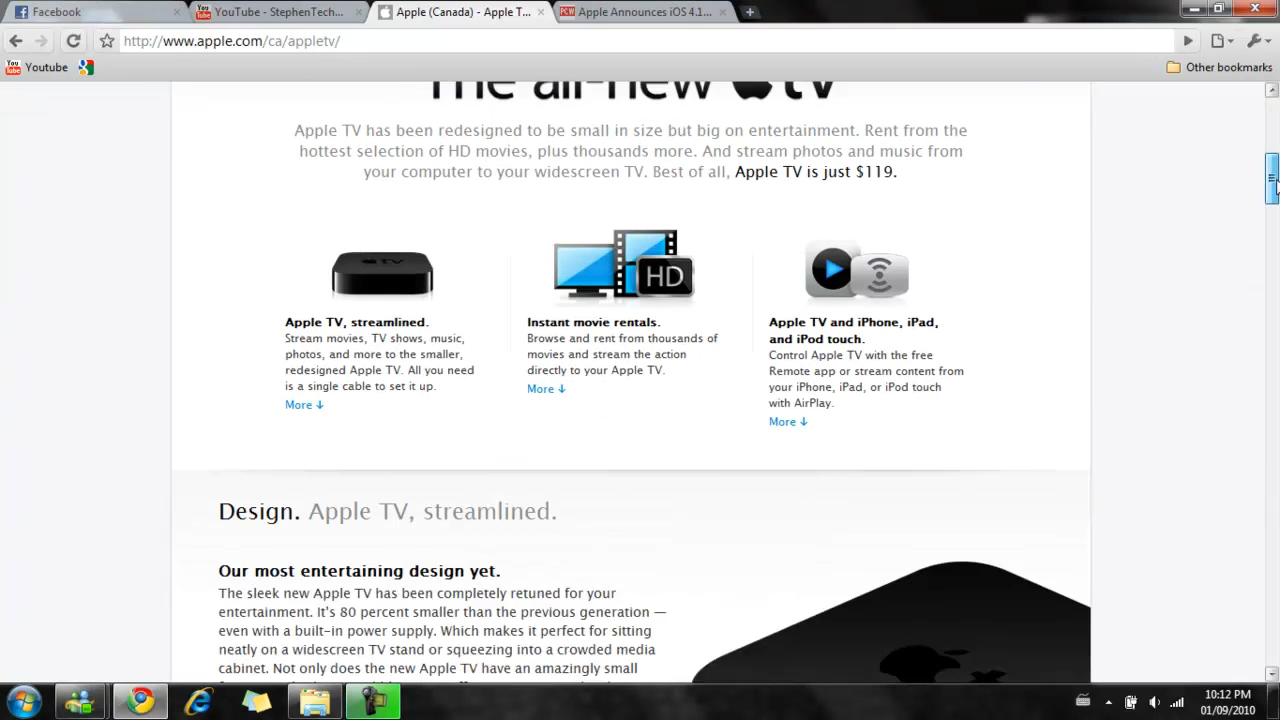 Facebook
YouTube - StephenTech...
Apple (Canada) - Apple T...
Apple Announces iOS 4.1...
http://www.apple.com/ca/appletv/
Youtube
Other bookmarks
The all-new tv
Apple TV has been redesigned to be small in size but big on entertainment. Rent from the
hottest selection of HD movies, plus thousands more. And stream photos and music from
your computer to your widescreen TV. Best of all, Apple TV is just $119.
tv
HD
Apple TV, streamlined.
Stream movies, TV shows, music,
photos, and more to the smaller,
redesigned Apple TV. All you need
is a single cable to set it up.
More ↓
Instant movie rentals.
Browse and rent from thousands of
movies and stream the action
directly to your Apple TV.
More ↓
Apple TV and iPhone, iPad,
and iPod touch.
Control Apple TV with the free
Remote app or stream content from
your iPhone, iPad, or iPod touch
with AirPlay.
More ↓
Design. Apple TV, streamlined.
Our most entertaining design yet.
The sleek new Apple TV has been completely retuned for your
entertainment. It's 80 percent smaller than the previous generation —
even with a built-in power supply. Which makes it perfect for sitting
neatly on a widescreen TV stand or squeezing into a crowded media
cabinet. Not only does the new Apple TV have an amazingly small
10:12 PM
01/09/2010